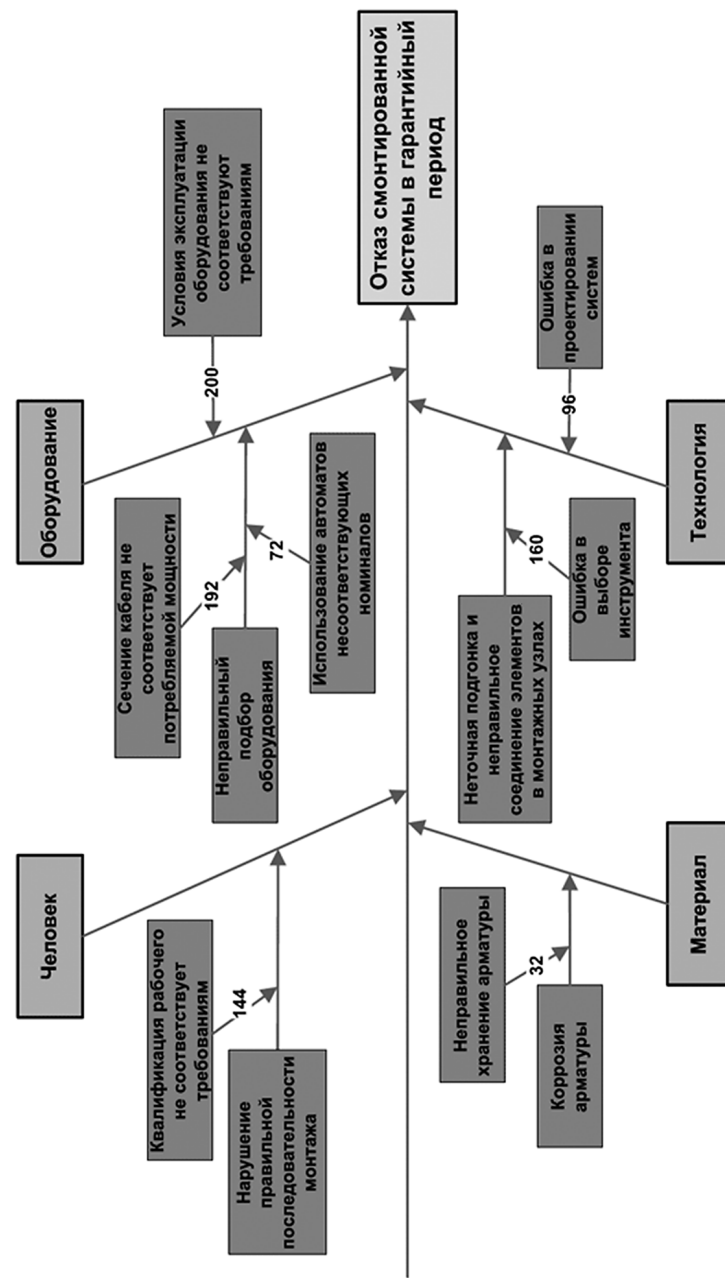 Человек
Оборудование
Квалификация рабочего
не соответствует
требованиям
144
Нарушение
правильной
последовательности
монтажа
Сечение кабеля не
соответствует
потребляемой мощности
192
Неправильный
подбор
оборудования
72
Использование автоматов
несоответствующих
номиналов
Условия эксплуатации
оборудования не
соответствуют
требованиям
200
Отказ смонтированной
системы в гарантийный
период
Неправильное
хранение арматуры
32
Коррозия
арматуры
Материал
Неточная подгонка и
неправильное
соединение элементов
в монтажных узлах
160
Ошибка в
выборе
инструмента
Ошибка в
проектировании
систем
96
Технология